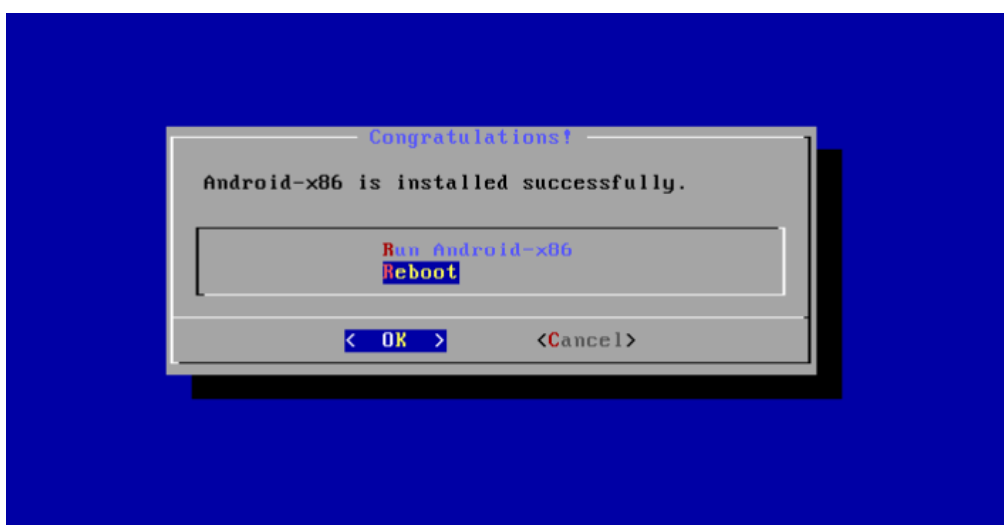 Congratulations!
Android-x86 is installed successfully.
Run Android-x86
Reboot
< OK > <Cancel>